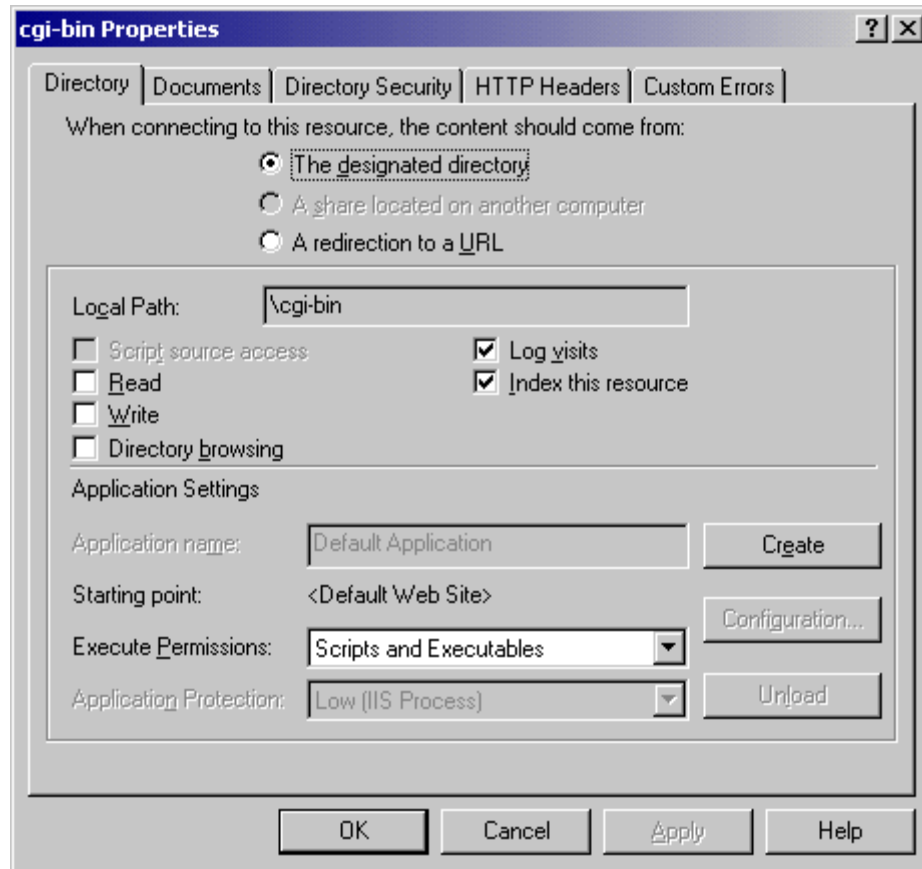 cgi-bin Properties
Directory Documents Directory Security HTTP Headers Custom Errors
When connecting to this resource, the content should come from:
The designated directory
A share located on another computer
A redirection to a URL
Local Path: \cgi-bin
Script source access Log visits
Read Index this resource
Write
Directory browsing
Application Settings
Application name: Default Application Create
Starting point: <Default Web Site>
Configuration...
Execute Permissions: Scripts and Executables
Application Protection: Low (IIS Process) Unload
OK Cancel Apply Help